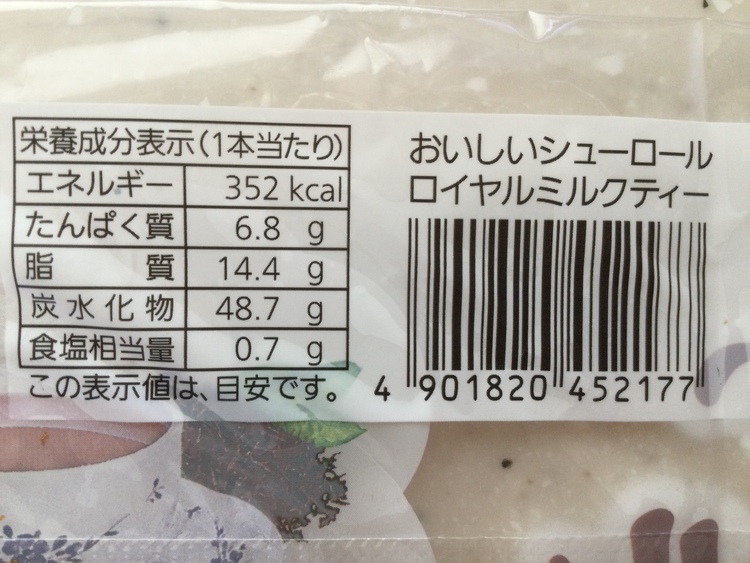 栄養成分表示(1本当たり)
エネルギー 352 kcal
たんぱく質 6.8 g
脂質 14.4 g
炭水化物 48.7 g
食塩相当量 0.7 g
この表示値は、目安です。
おいしいシューロール
ロイヤルミルクティー
4 901820 452177